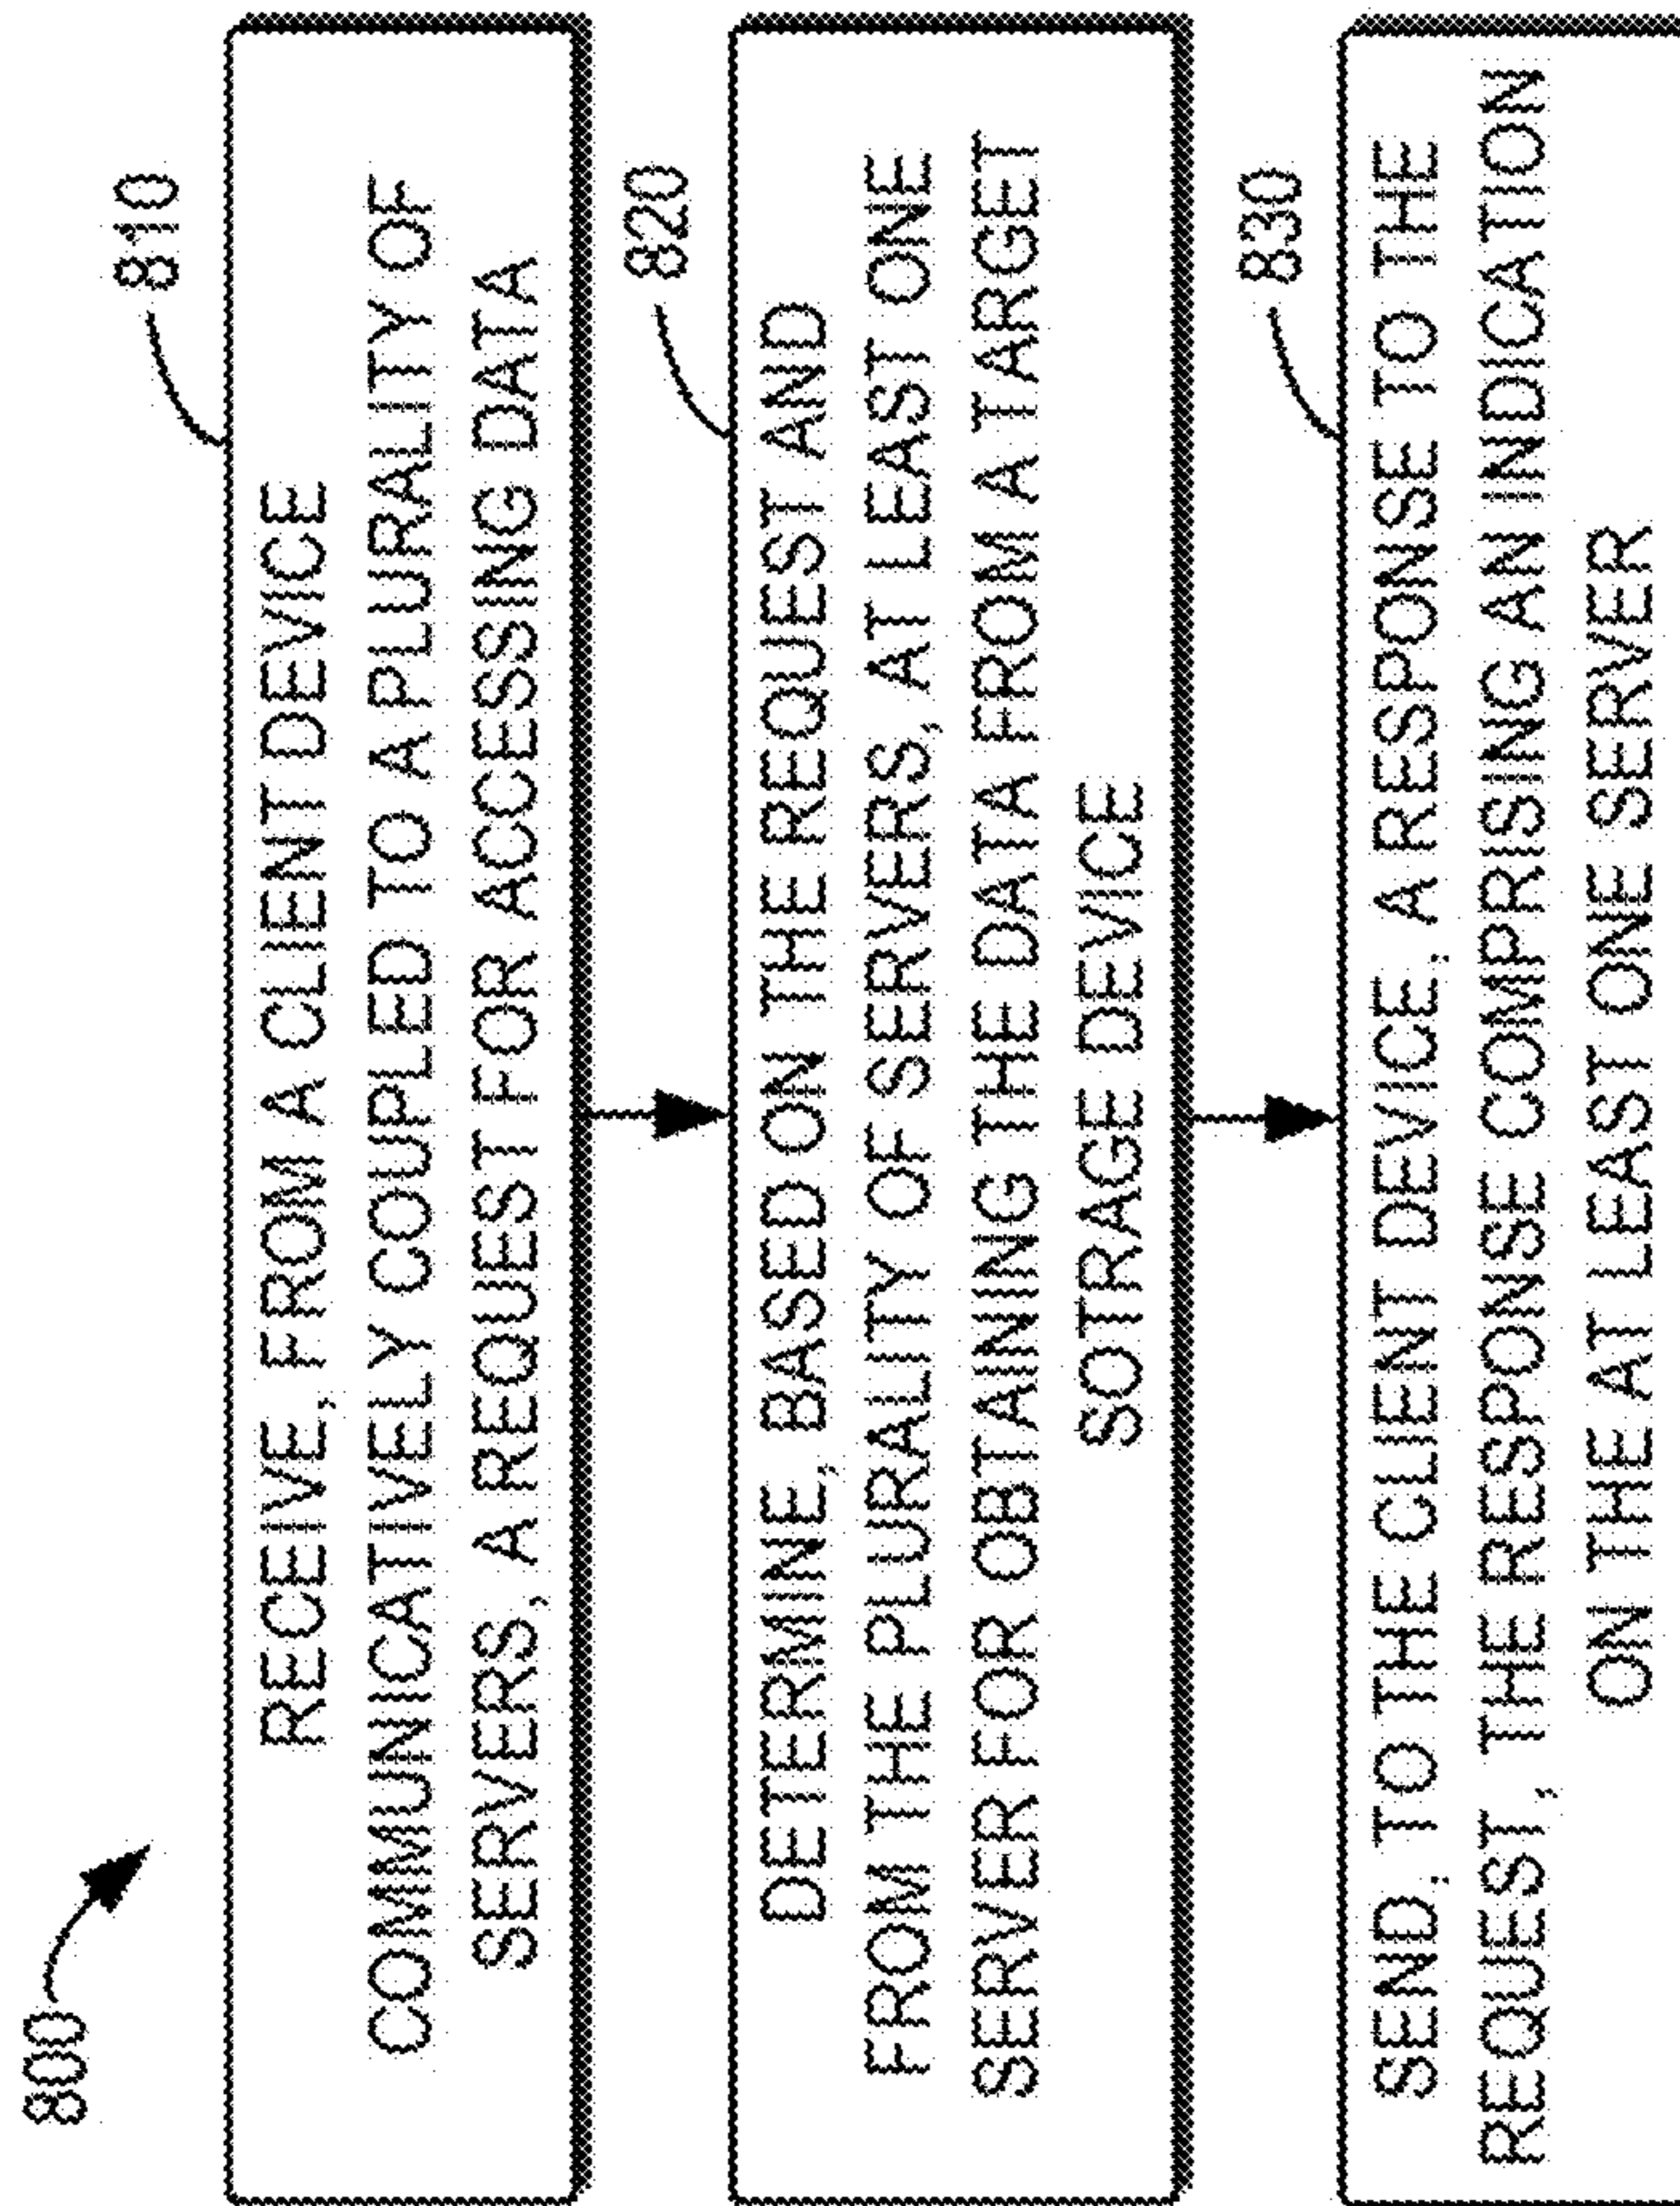 800
810
RECEIVE, FROM A CLIENT DEVICE
COMMUNICATIVELY COUPLED TO A PLURALITY OF
SERVERS, A REQUEST FOR ACCESSING DATA
820
DETERMINE, BASED ON THE REQUEST AND
FROM THE PLURALITY OF SERVERS, AT LEAST ONE
SERVER FOR OBTAINING THE DATA FROM A TARGET
SOTRAGE DEVICE
830
SEND, TO THE CLIENT DEVICE, A RESPONSE TO THE
REQUEST, THE RESPONSE COMPRISING AN INDICATION
ON THE AT LEAST ONE SERVER